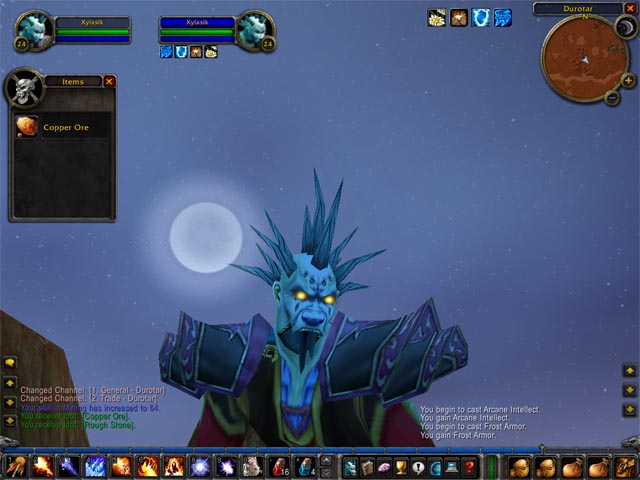 Xylasik
Xylasik
24
24
Durotar
N
Items
Copper Ore
Changed Channel: [1. General - Durotar]
Changed Channel: [2. Trade - Durotar]
Your skill in Mining has increased to 64.
You receive loot: [Copper Ore].
You receive loot: [Rough Stone].
You begin to cast Arcane Intellect.
You gain Arcane Intellect.
You begin to cast Frost Armor.
You gain Frost Armor.
16
4